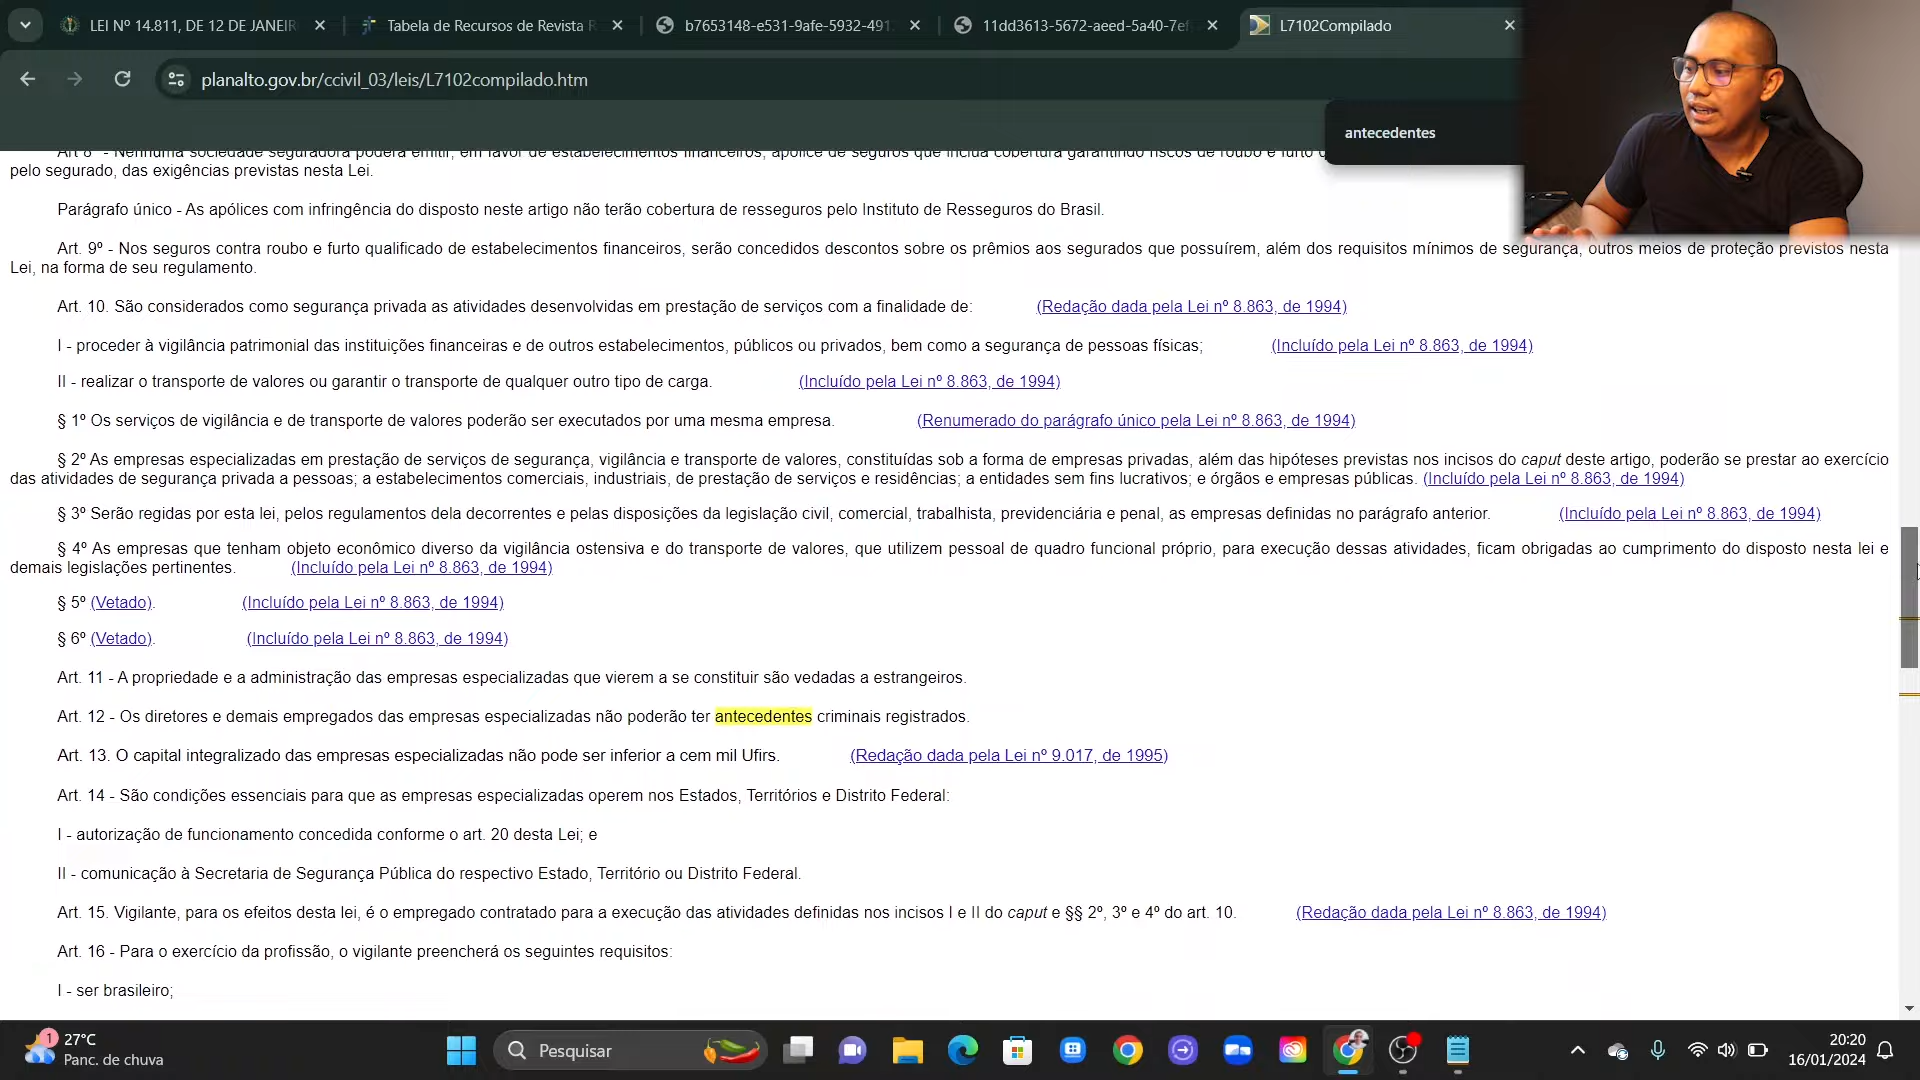 LEI Nº 14.811, DE 12 DE JANEIR
Tabela de Recursos de Revista R
b7653148-e531-9afe-5932-491
11dd3613-5672-aeed-5a40-7ef
L7102Compilado
planalto.gov.br/ccivil_03/leis/L7102compilado.htm
antecedentes
Art 8º - Nenhuma sociedade seguradora poderá emitir, em favor de estabelecimentos financeiros, apólice de seguros que inclua cobertura garantindo riscos de roubo e furto
pelo segurado, das exigências previstas nesta Lei.
Parágrafo único - As apólices com infringência do disposto neste artigo não terão cobertura de resseguros pelo Instituto de Resseguros do Brasil.
Art. 9º - Nos seguros contra roubo e furto qualificado de estabelecimentos financeiros, serão concedidos descontos sobre os prêmios aos segurados que possuírem, além dos requisitos mínimos de segurança, outros meios de proteção previstos nesta
Lei, na forma de seu regulamento.
Art. 10. São considerados como segurança privada as atividades desenvolvidas em prestação de serviços com a finalidade de: (Redação dada pela Lei nº 8.863, de 1994)
I - proceder à vigilância patrimonial das instituições financeiras e de outros estabelecimentos, públicos ou privados, bem como a segurança de pessoas físicas; (Incluído pela Lei nº 8.863, de 1994)
II - realizar o transporte de valores ou garantir o transporte de qualquer outro tipo de carga. (Incluído pela Lei nº 8.863, de 1994)
§ 1º Os serviços de vigilância e de transporte de valores poderão ser executados por uma mesma empresa. (Renumerado do parágrafo único pela Lei nº 8.863, de 1994)
§ 2º As empresas especializadas em prestação de serviços de segurança, vigilância e transporte de valores, constituídas sob a forma de empresas privadas, além das hipóteses previstas nos incisos do caput deste artigo, poderão se prestar ao exercício
das atividades de segurança privada a pessoas; a estabelecimentos comerciais, industriais, de prestação de serviços e residências; a entidades sem fins lucrativos; e órgãos e empresas públicas. (Incluído pela Lei nº 8.863, de 1994)
§ 3º Serão regidas por esta lei, pelos regulamentos dela decorrentes e pelas disposições da legislação civil, comercial, trabalhista, previdenciária e penal, as empresas definidas no parágrafo anterior. (Incluído pela Lei nº 8.863, de 1994)
§ 4º As empresas que tenham objeto econômico diverso da vigilância ostensiva e do transporte de valores, que utilizem pessoal de quadro funcional próprio, para execução dessas atividades, ficam obrigadas ao cumprimento do disposto nesta lei e
demais legislações pertinentes. (Incluído pela Lei nº 8.863, de 1994)
§ 5º (Vetado). (Incluído pela Lei nº 8.863, de 1994)
§ 6º (Vetado). (Incluído pela Lei nº 8.863, de 1994)
Art. 11 - A propriedade e a administração das empresas especializadas que vierem a se constituir são vedadas a estrangeiros.
Art. 12 - Os diretores e demais empregados das empresas especializadas não poderão ter antecedentes criminais registrados.
Art. 13. O capital integralizado das empresas especializadas não pode ser inferior a cem mil Ufirs. (Redação dada pela Lei nº 9.017, de 1995)
Art. 14 - São condições essenciais para que as empresas especializadas operem nos Estados, Territórios e Distrito Federal:
I - autorização de funcionamento concedida conforme o art. 20 desta Lei; e
II - comunicação à Secretaria de Segurança Pública do respectivo Estado, Território ou Distrito Federal.
Art. 15. Vigilante, para os efeitos desta lei, é o empregado contratado para a execução das atividades definidas nos incisos I e II do caput e §§ 2º, 3º e 4º do art. 10. (Redação dada pela Lei nº 8.863, de 1994)
Art. 16 - Para o exercício da profissão, o vigilante preencherá os seguintes requisitos:
I - ser brasileiro;
1
27°C
Panc. de chuva
Pesquisar
20:20
16/01/2024